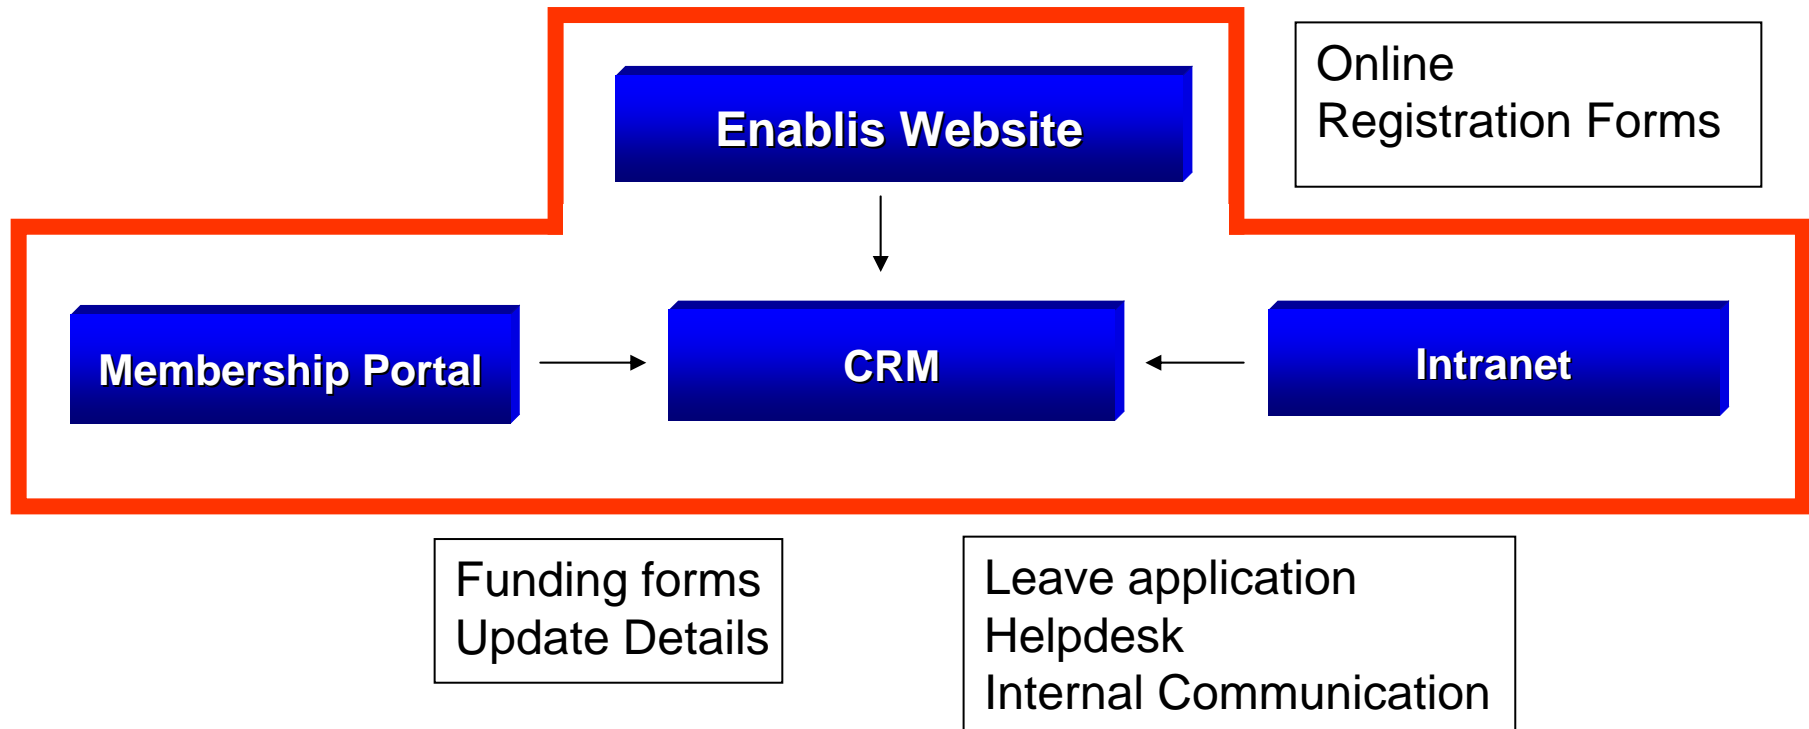 Enablis Website
Online
Registration Forms
Membership Portal
CRM
Intranet
Funding forms
Update Details
Leave application
Helpdesk
Internal Communication